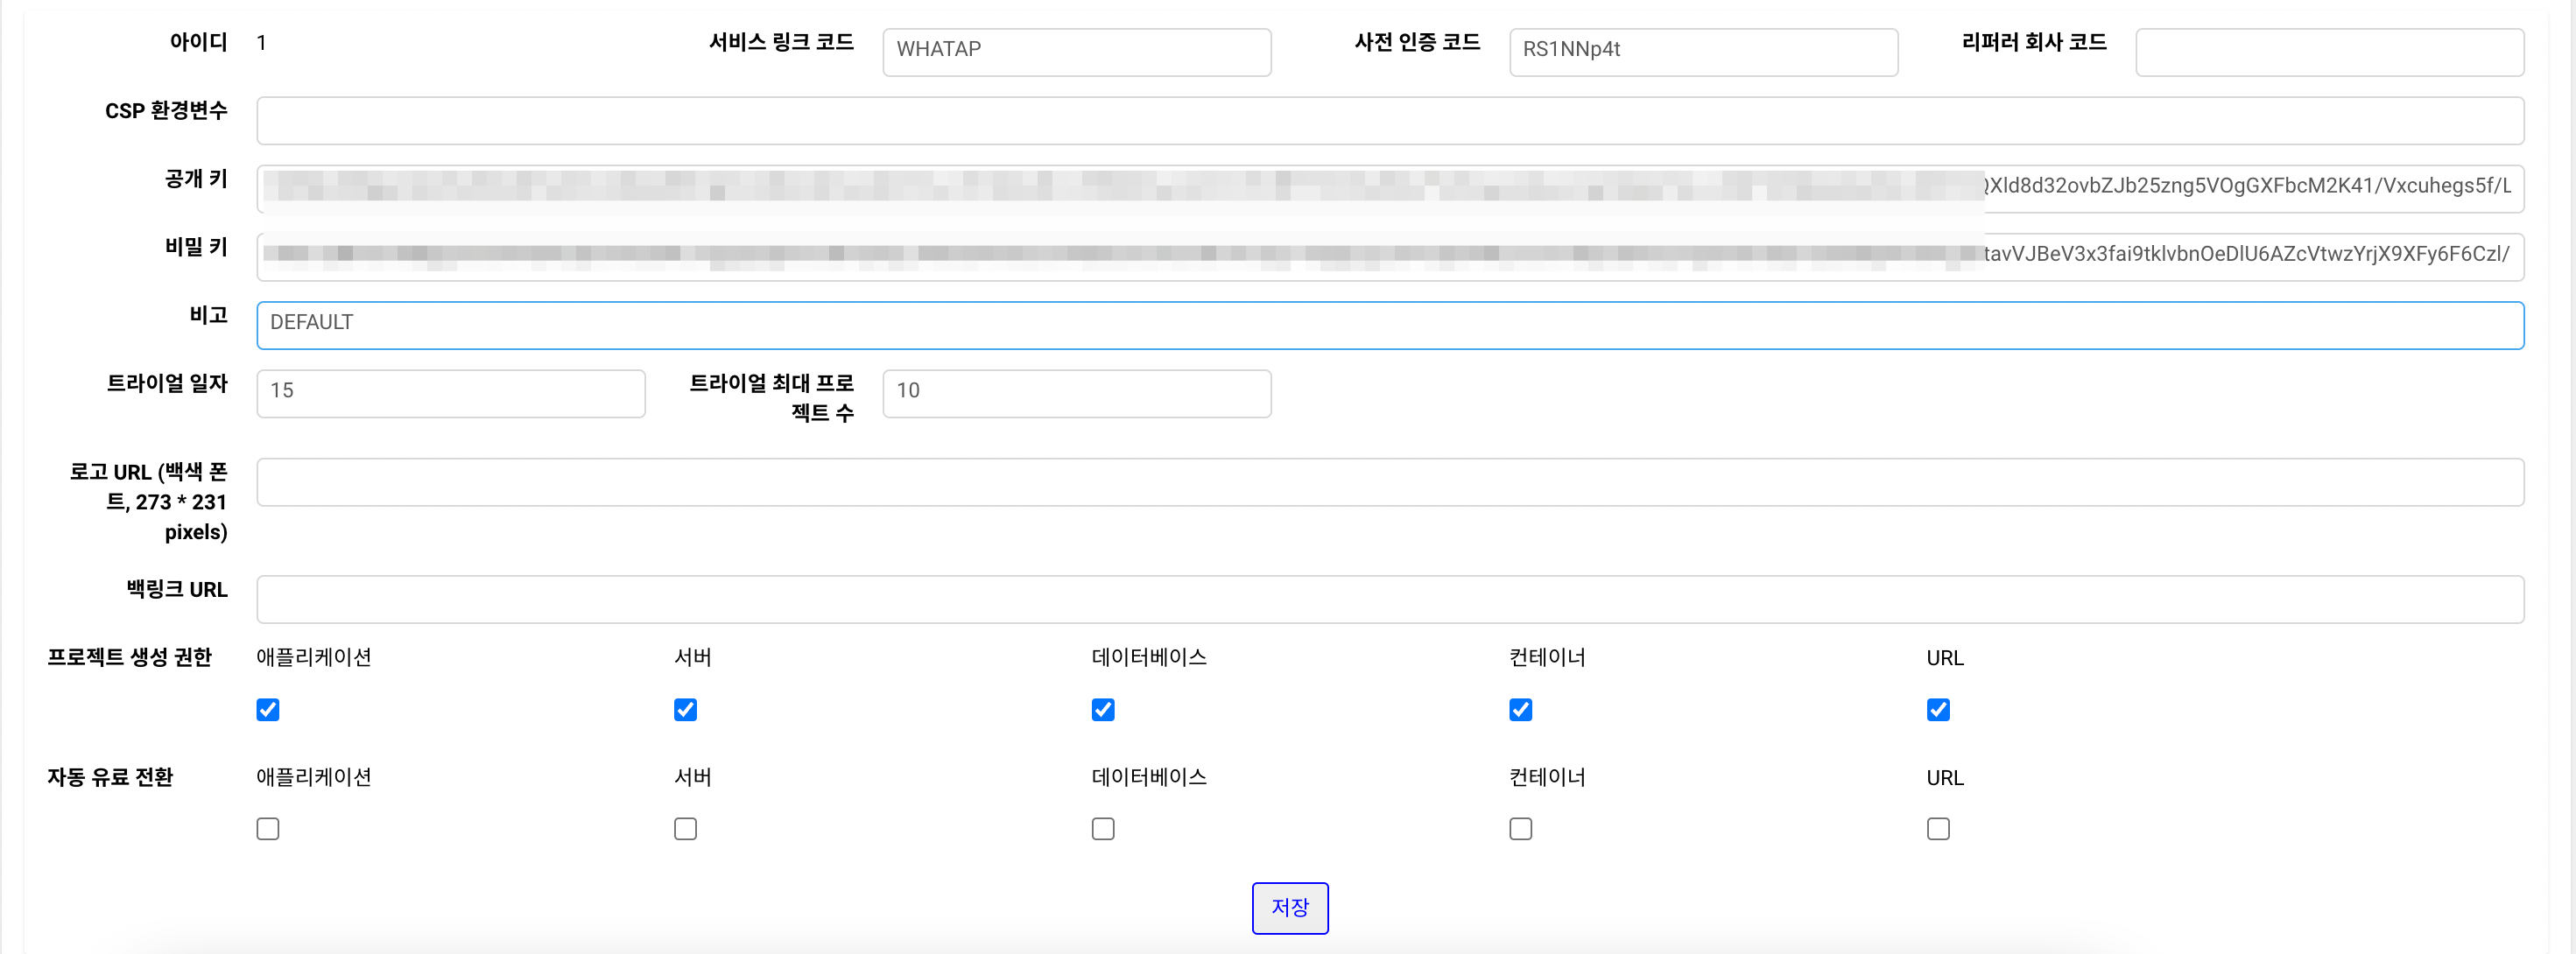 아이디 1 서비스 링크 코드 WHATAP 사전 인증 코드 RS1NNp4t 리퍼러 회사 코드
CSP 환경변수
공개 키 QXld8d32ovbZJb25zng5VOgGXFbcM2K41/Vxcuhegs5f/L
비밀 키 tavVJBeV3x3fai9tklvbnOeDlU6AZcVtwzYrjX9XFy6F6Czl/
비고 DEFAULT
트라이얼 일자 15 트라이얼 최대 프로 10
젝트 수
로고 URL (백색 폰
트, 273 * 231
pixels)
백링크 URL
프로젝트 생성 권한 애플리케이션 서버 데이터베이스 컨테이너 URL
자동 유료 전환 애플리케이션 서버 데이터베이스 컨테이너 URL
저장